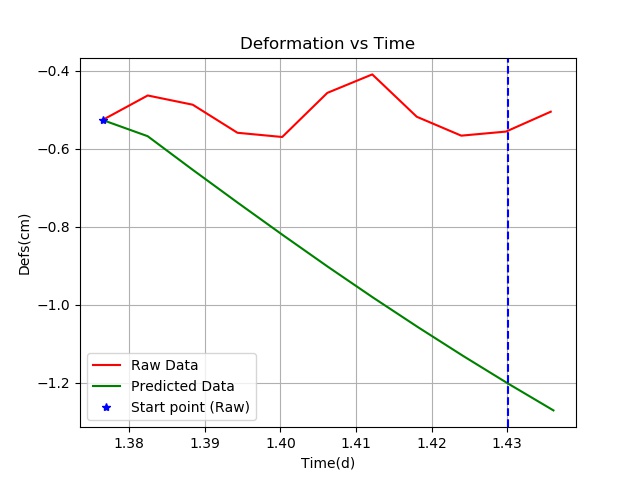 Deformation vs Time
−0.4
−0.6
−0.8
−1.0
−1.2
Defs(cm)
Raw Data
Predicted Data
Start point (Raw)
1.38 1.39 1.40 1.41 1.42 1.43
Time(d)